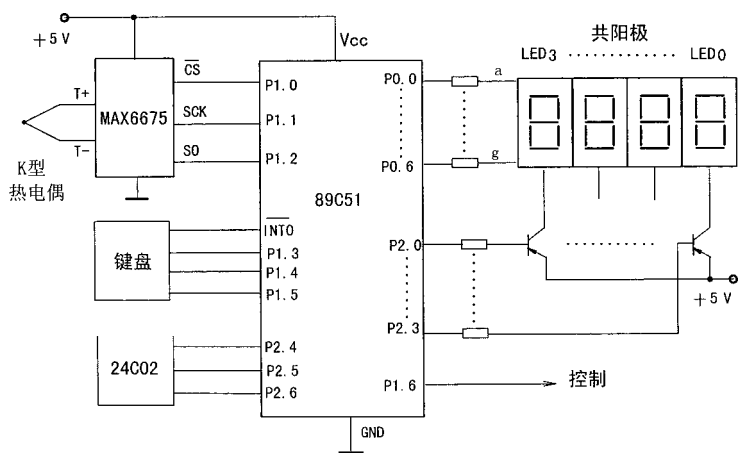 +5V
Vcc
共阳极
LED3 ············ LED0
T+
T-
K型
热电偶
MAX6675
CS
SCK
SO
P1.0
P1.1
P1.2
键盘
INT0
P1.3
P1.4
P1.5
24C02
P2.4
P2.5
P2.6
89C51
P0.0
P0.6
a
g
P2.0
P2.3
+5V
P1.6
控制
GND